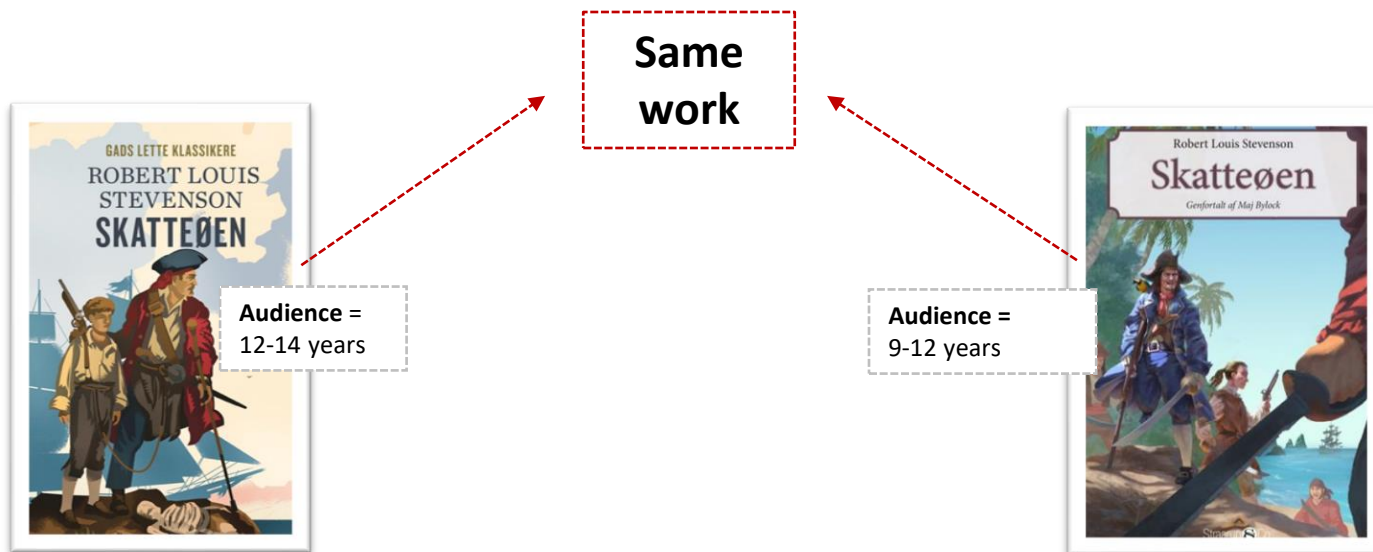 Same
work
GADS LETTE KLASSIKERE
ROBERT LOUIS
STEVENSON
SKATTEØEN
Audience =
12-14 years
Robert Louis Stevenson
Skatteøen
Genfortalt af Maj Bylock
Audience =
9-12 years